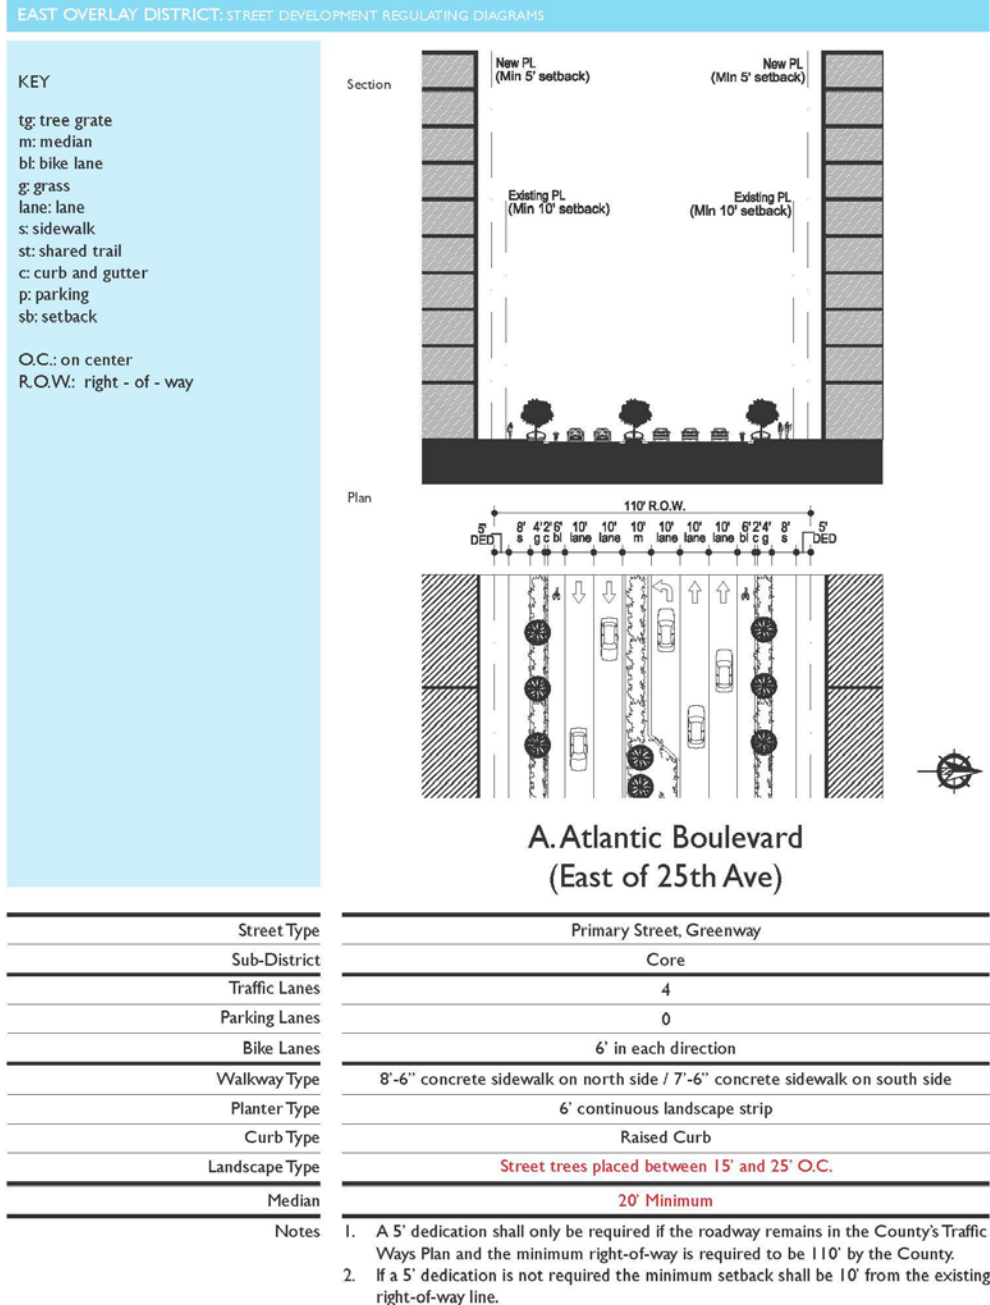 EAST OVERLAY DISTRICT: STREET DEVELOPMENT REGULATING DIAGRAMS
KEY
tg: tree grate
m: median
bl: bike lane
g: grass
lane: lane
s: sidewalk
st: shared trail
c: curb and gutter
p: parking
sb: setback
O.C.: on center
R.O.W.: right - of - way
Section
New PL
(Min 5' setback)
New PL
(Min 5' setback)
Existing PL
(Min 10' setback)
Existing PL
(Min 10' setback)
Plan
110' R.O.W.
5' 8' 4' 2' 6' 10' 10' 10' 10' 10' 10' 6' 2' 4' 8' 5'
DED s g c bl lane lane m lane lane lane bl c g s DED
A. Atlantic Boulevard
(East of 25th Ave)
Street Type Primary Street, Greenway
Sub-District Core
Traffic Lanes 4
Parking Lanes 0
Bike Lanes 6' in each direction
Walkway Type 8'-6" concrete sidewalk on north side / 7'-6" concrete sidewalk on south side
Planter Type 6' continuous landscape strip
Curb Type Raised Curb
Landscape Type Street trees placed between 15' and 25' O.C.
Median 20' Minimum
Notes 1. A 5' dedication shall only be required if the roadway remains in the County's Traffic
Ways Plan and the minimum right-of-way is required to be 110' by the County.
2. If a 5' dedication is not required the minimum setback shall be 10' from the existing
right-of-way line.